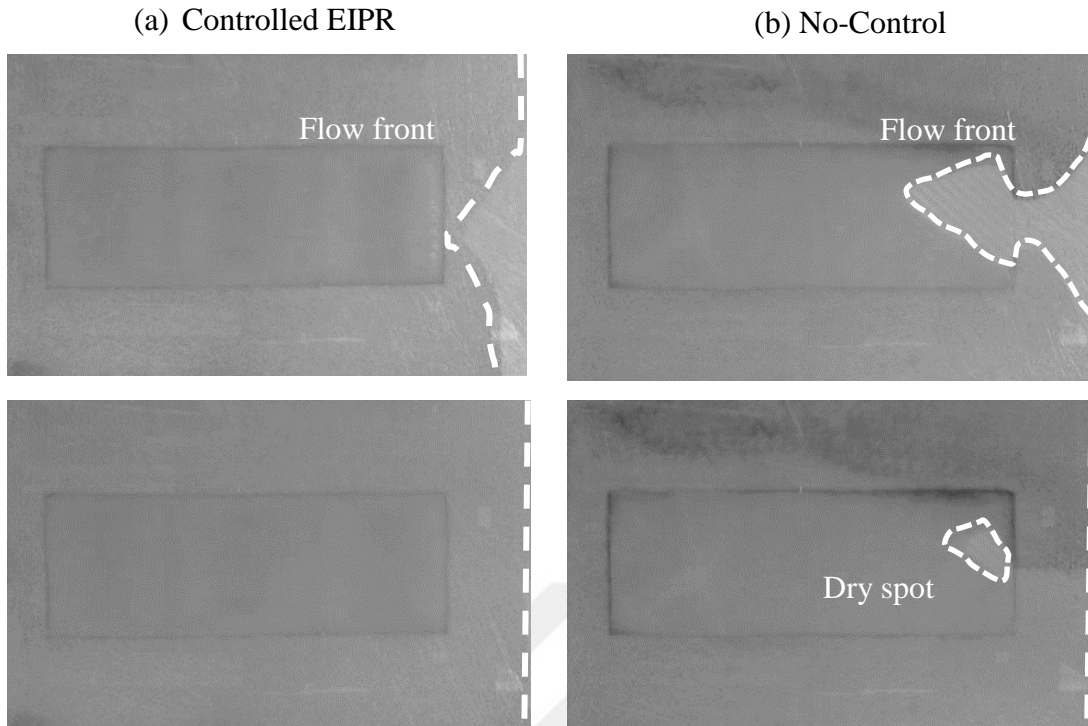 (a) Controlled EIPR
(b) No-Control
Flow front
Flow front
Dry spot